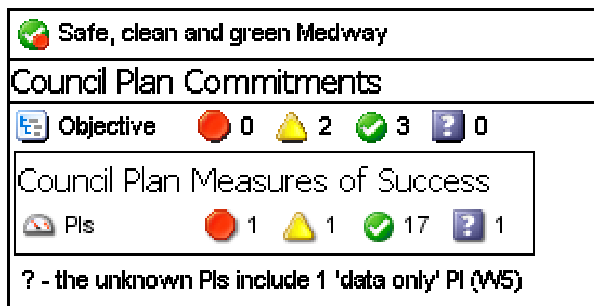 Safe, clean and green Medway
Council Plan Commitments
Objective 0 2 3 ? 0
Council Plan Measures of Success
PIs 1 1 17 ? 1
? - the unknown PIs include 1 'data only' PI (W5)